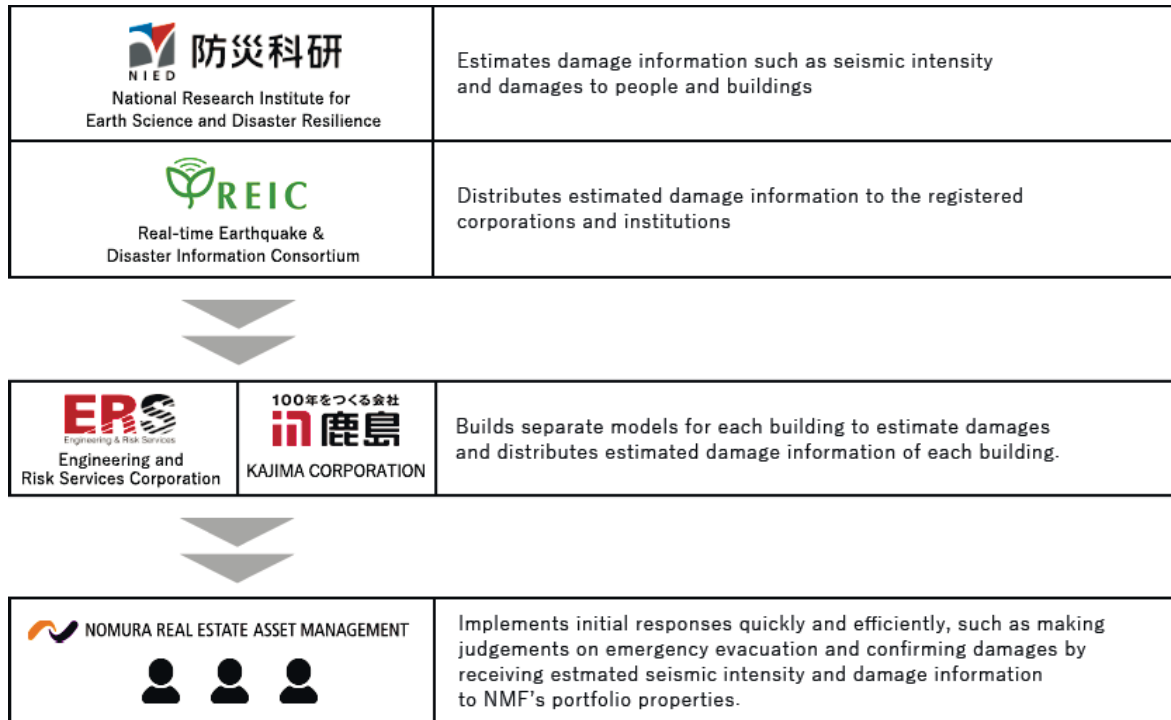 防災科研
NIED
National Research Institute for
Earth Science and Disaster Resilience
Estimates damage information such as seismic intensity
and damages to people and buildings
REIC
Real-time Earthquake &
Disaster Information Consortium
Distributes estimated damage information to the registered
corporations and institutions
ERS
Engineering & Risk Services
Engineering and
Risk Services Corporation
100年をつくる会社
鹿島
KAJIMA CORPORATION
Builds separate models for each building to estimate damages
and distributes estimated damage information of each building.
NOMURA REAL ESTATE ASSET MANAGEMENT
Implements initial responses quickly and efficiently, such as making
judgements on emergency evacuation and confirming damages by
receiving estmated seismic intensity and damage information
to NMF's portfolio properties.